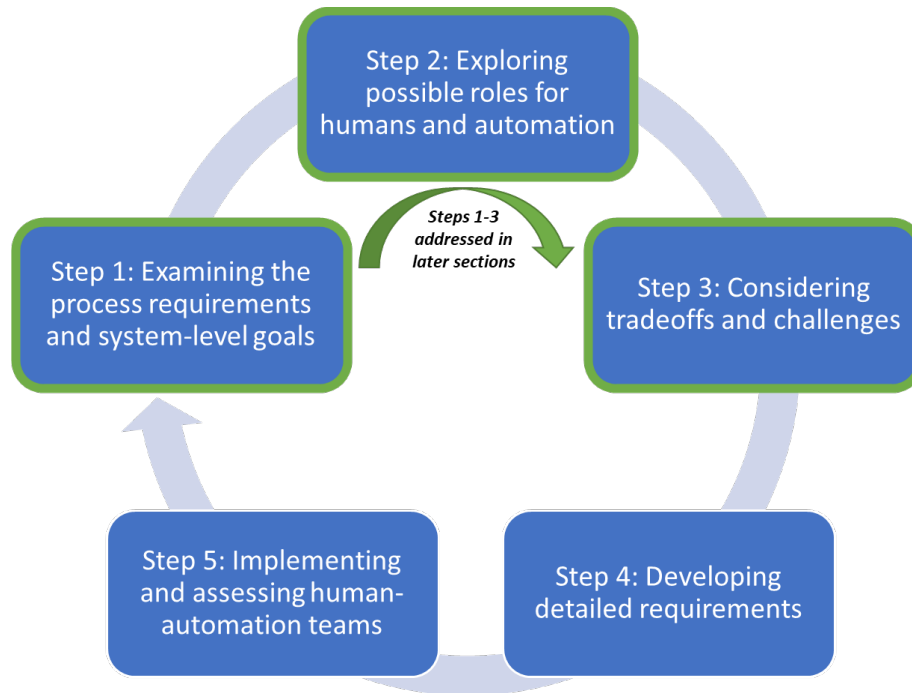 Step 2: Exploring
possible roles for
humans and automation
Steps 1-3
addressed in
later sections
Step 1: Examining the
process requirements
and system-level goals
Step 3: Considering
tradeoffs and challenges
Step 5: Implementing
and assessing human-
automation teams
Step 4: Developing
detailed requirements